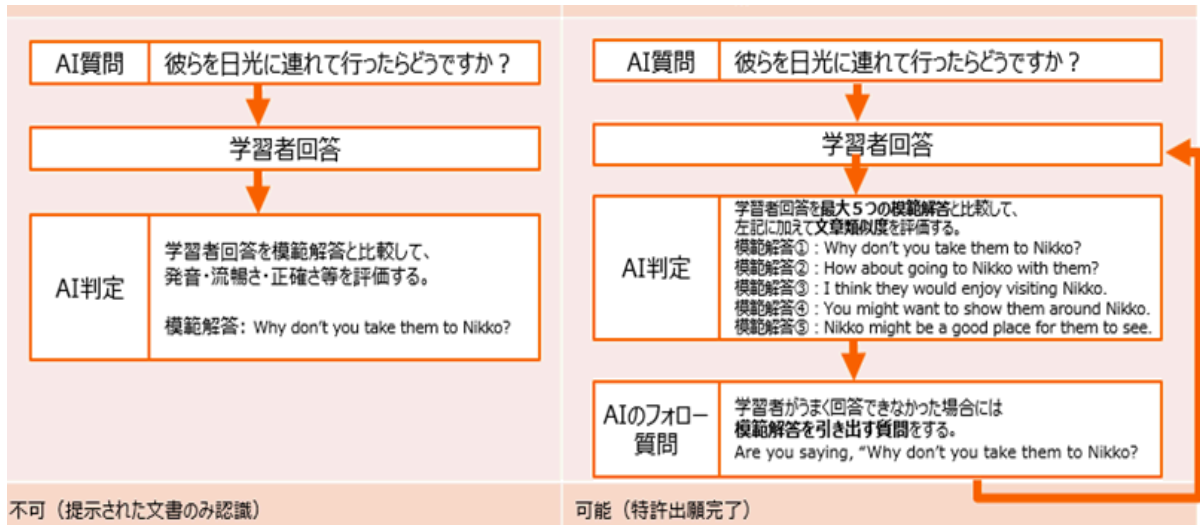 AI質問
彼らを日光に連れて行ったらどうですか？
学習者回答
AI判定
学習者回答を模範解答と比較して、
発音・流暢さ・正確さ等を評価する。
模範解答: Why don't you take them to Nikko?
不可（提示された文書のみ認識）
AI質問
彼らを日光に連れて行ったらどうですか？
学習者回答
AI判定
学習者回答を最大５つの模範解答と比較して、
左記に加えて文章類似度を評価する。
模範解答①：Why don't you take them to Nikko?
模範解答②：How about going to Nikko with them?
模範解答③：I think they would enjoy visiting Nikko.
模範解答④：You might want to show them around Nikko.
模範解答⑤：Nikko might be a good place for them to see.
AIのフォロー
質問
学習者がうまく回答できなかった場合には
模範解答を引き出す質問をする。
Are you saying, “Why don't you take them to Nikko?
可能（特許出願完了）